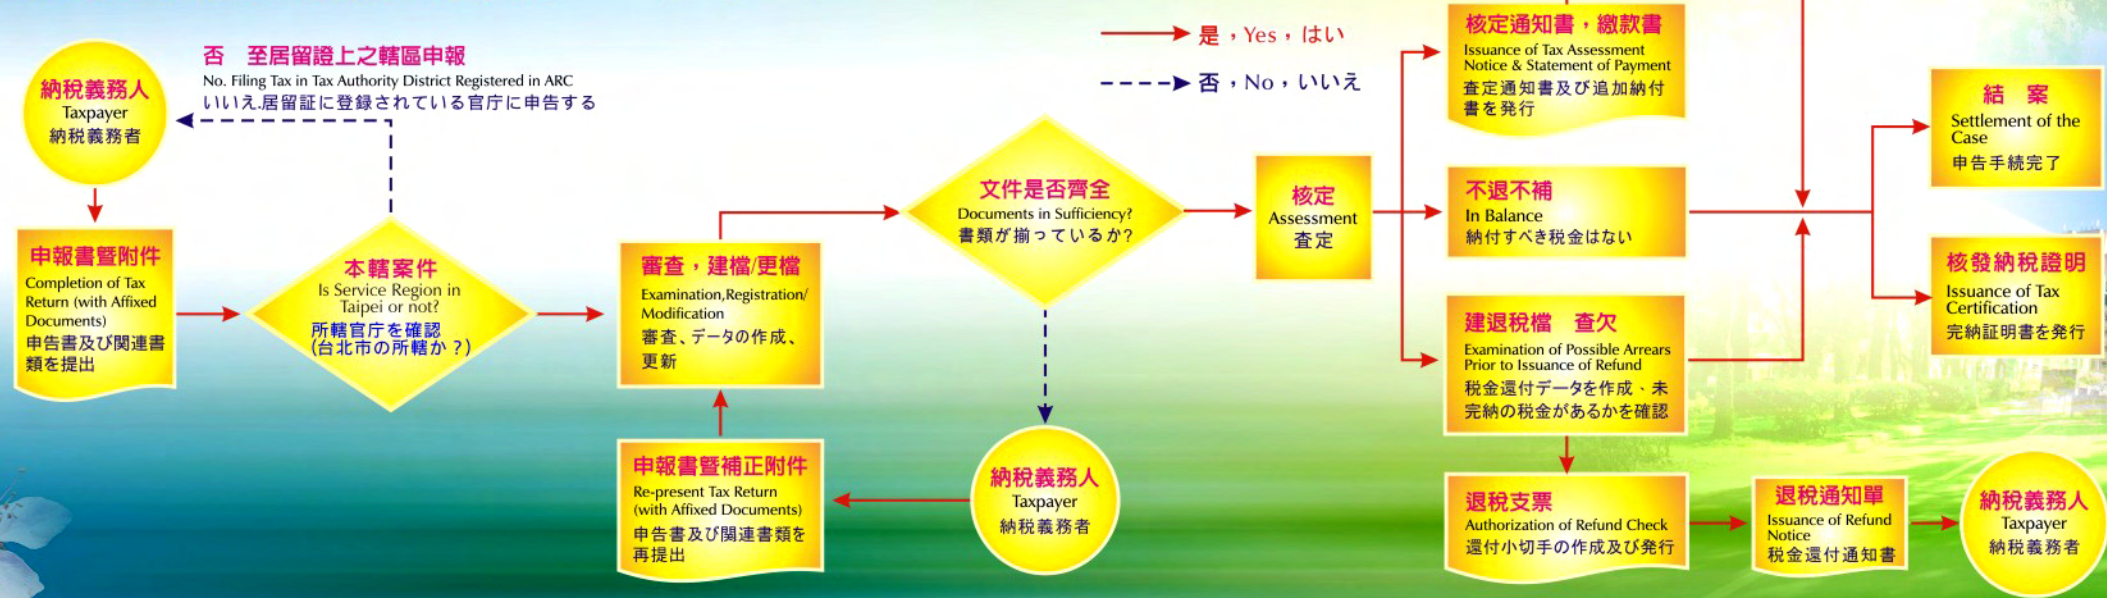 納稅義務人
Taxpayer
納税義務者
否　至居留證上之轄區申報
No. Filing Tax in Tax Authority District Registered in ARC
いいえ.居留証に登録されている官庁に申告する
申報書暨附件
Completion of Tax
Return (with Affixed
Documents)
申告書及び関連書
類を提出
本轄案件
Is Service Region in
Taipei or not?
所轄官庁を確認
(台北市の所轄か？)
審查，建檔/更檔
Examination,Registration/
Modification
審査、データの作成、
更新
申報書暨補正附件
Re-present Tax Return
(with Affixed Documents)
申告書及び関連書類を
再提出
文件是否齊全
Documents in Sufficiency?
書類が揃っているか?
納稅義務人
Taxpayer
納税義務者
是，Yes，はい
否，No，いいえ
核定
Assessment
査定
核定通知書，繳款書
Issuance of Tax Assessment
Notice & Statement of Payment
査定通知書及び追加納付
書を発行
不退不補
In Balance
納付すべき税金はない
建退稅檔　查欠
Examination of Possible Arrears
Prior to Issuance of Refund
税金還付データを作成、未
完納の税金があるかを確認
退稅支票
Authorization of Refund Check
還付小切手の作成及び発行
退稅通知單
Issuance of Refund
Notice
税金還付通知書
納稅義務人
Taxpayer
納税義務者
結　案
Settlement of the
Case
申告手続完了
核發納稅證明
Issuance of Tax
Certification
完納証明書を発行